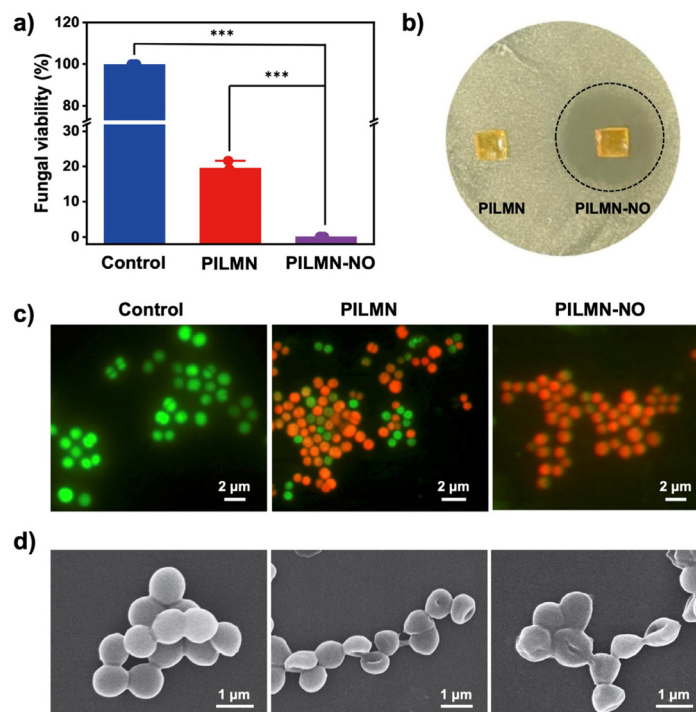 a)
Fungal viability (%)
120
100
80
30
20
10
0
***
***
Control
PILMN
PILMN-NO
b)
PILMN
PILMN-NO
c)
Control
PILMN
PILMN-NO
2 μm
2 μm
2 μm
d)
1 μm
1 μm
1 μm